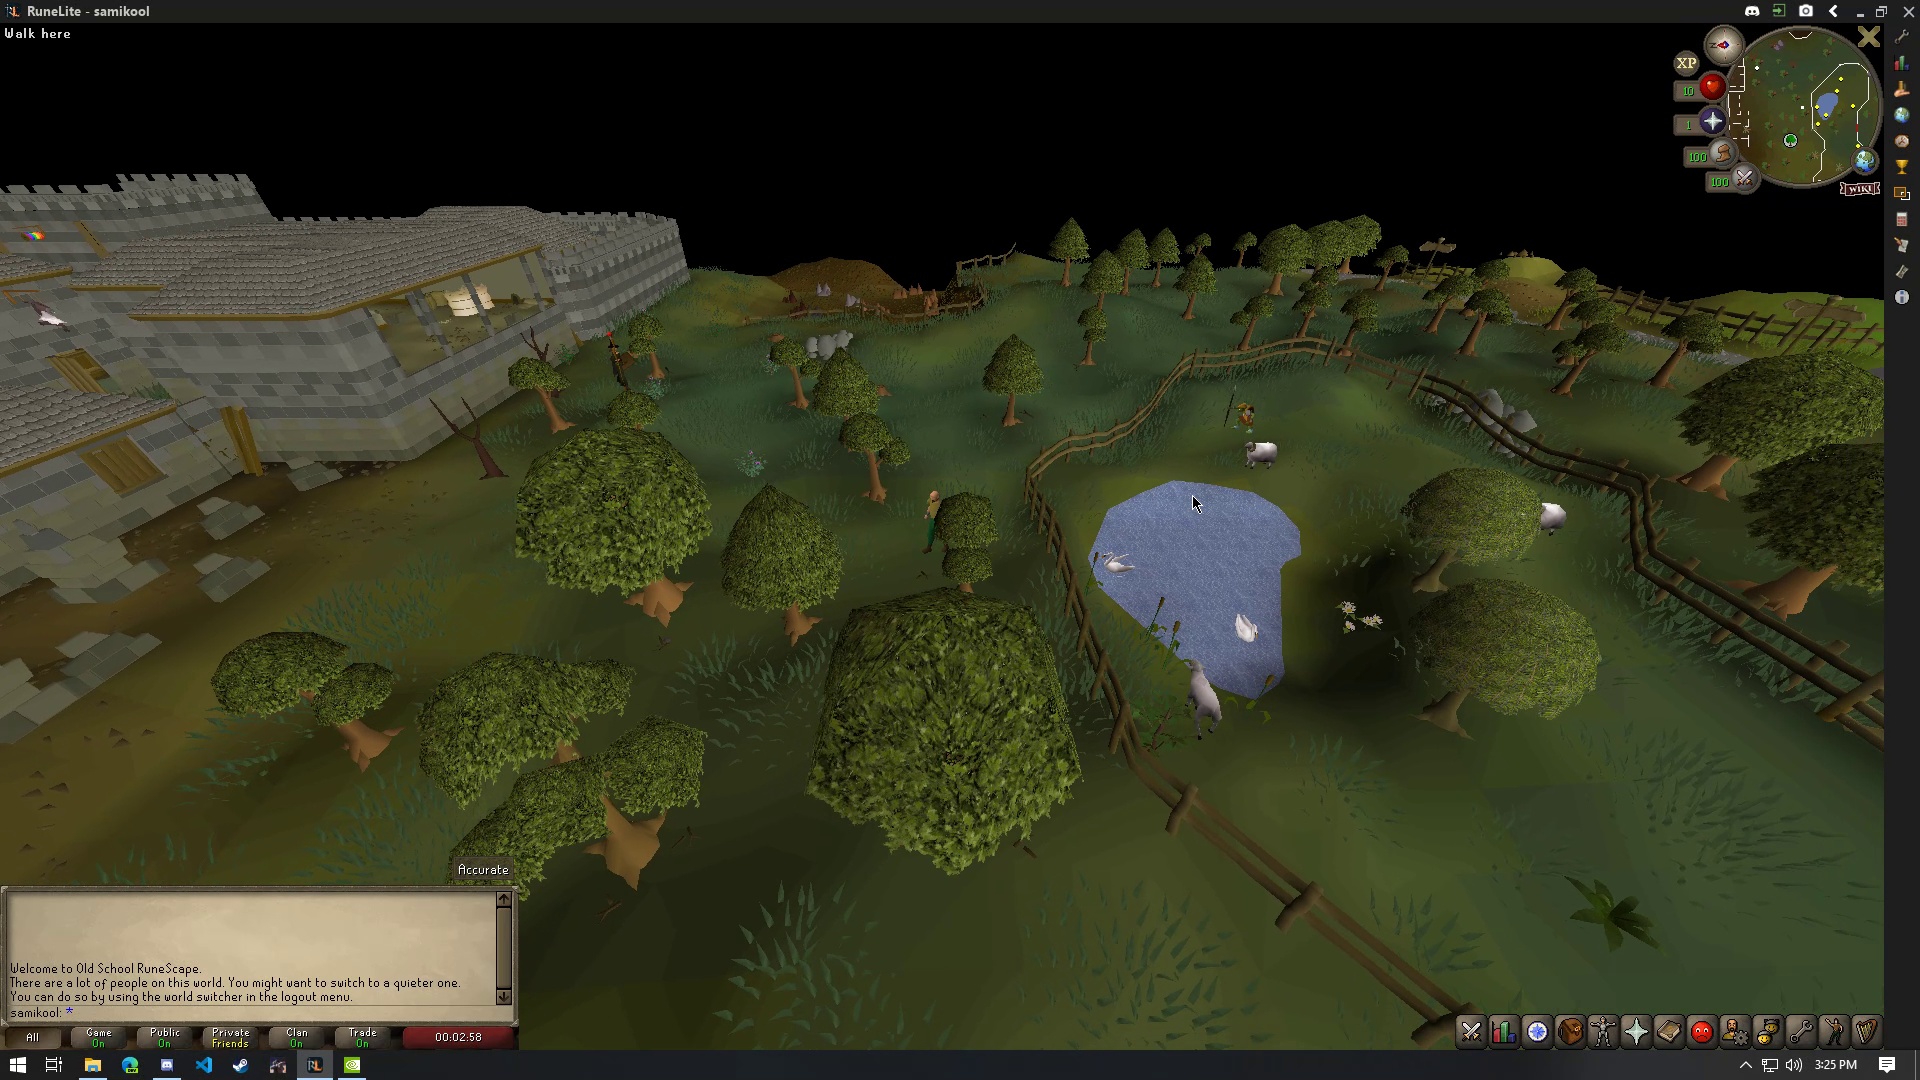 RuneLite - samikool
Walk here
XP
10
1
100
100
WIKI
Accurate
Welcome to Old School RuneScape.
There are a lot of people on this world. You might want to switch to a quieter one.
You can do so by using the world switcher in the logout menu.
samikool: *
All
Game
On
Public
On
Private
Friends
Clan
On
Trade
On
00:02:58
3:25 PM